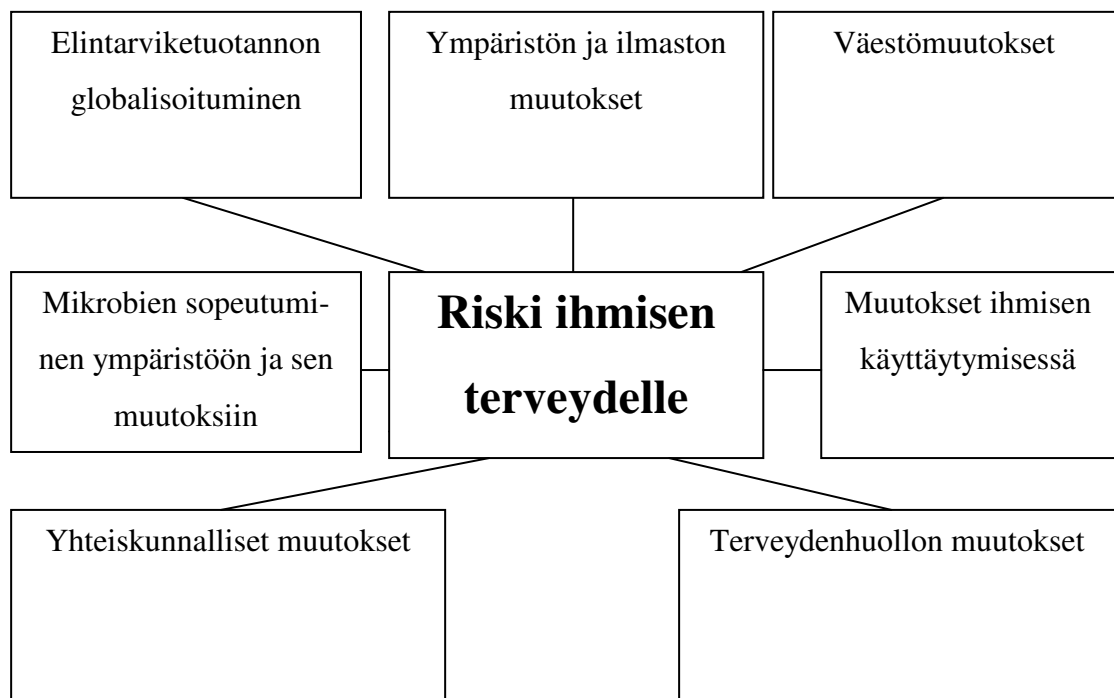 Elintarviketuotannon
globalisoituminen
Ympäristön ja ilmaston
muutokset
Väestömuutokset
Mikrobien sopeutumi-
nen ympäristöön ja sen
muutoksiin
Riski ihmisen
terveydelle
Muutokset ihmisen
käyttäytymisessä
Yhteiskunnalliset muutokset
Terveydenhuollon muutokset